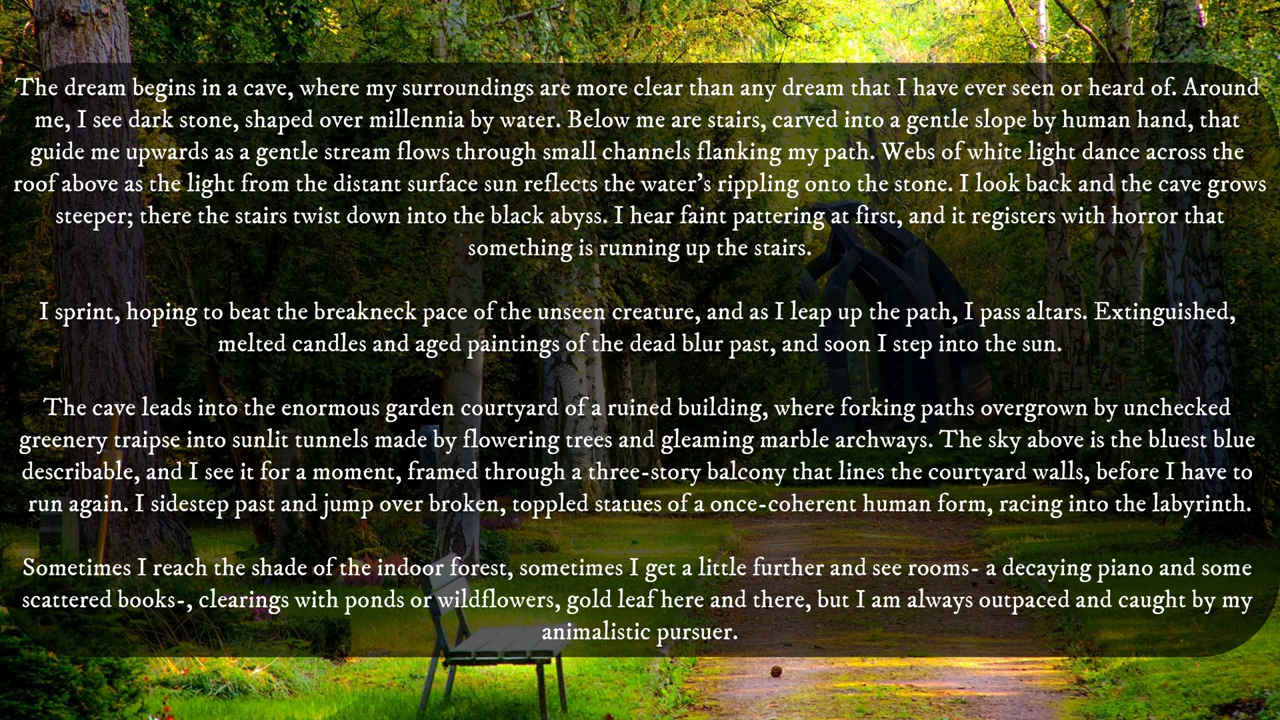 The dream begins in a cave, where my surroundings are more clear than any dream that I have ever seen or heard of. Around
me, I see dark stone, shaped over millennia by water. Below me are stairs, carved into a gentle slope by human hand, that
guide me upwards as a gentle stream flows through small channels flanking my path. Webs of white light dance across the
roof above as the light from the distant surface sun reflects the water's rippling onto the stone. I look back and the cave grows
steeper; there the stairs twist down into the black abyss. I hear faint pattering at first, and it registers with horror that
something is running up the stairs.
I sprint, hoping to beat the breakneck pace of the unseen creature, and as I leap up the path, I pass altars. Extinguished,
melted candles and aged paintings of the dead blur past, and soon I step into the sun.
The cave leads into the enormous garden courtyard of a ruined building, where forking paths overgrown by unchecked
greenery traipse into sunlit tunnels made by flowering trees and gleaming marble archways. The sky above is the bluest blue
describable, and I see it for a moment, framed through a three-story balcony that lines the courtyard walls, before I have to
run again. I sidestep past and jump over broken, toppled statues of a once-coherent human form, racing into the labyrinth.
Sometimes I reach the shade of the indoor forest, sometimes I get a little further and see rooms- a decaying piano and some
scattered books-, clearings with ponds or wildflowers, gold leaf here and there, but I am always outpaced and caught by my
animalistic pursuer.